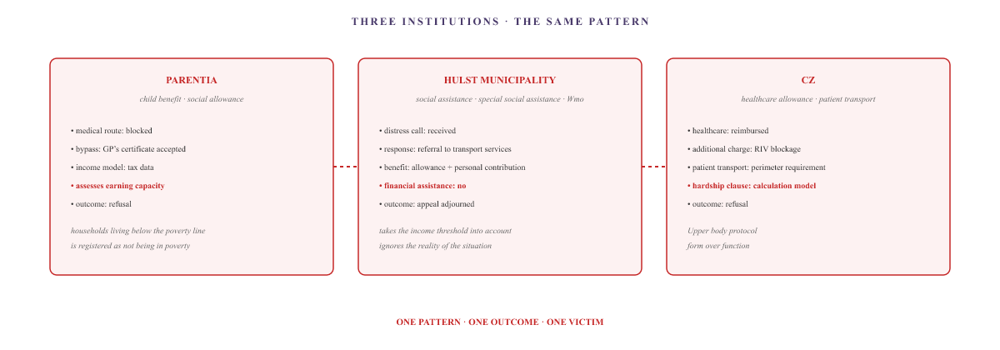 THREE INSTITUTIONS · THE SAME PATTERN
PARENTIA
child benefit · social allowance
• medical route: blocked
• bypass: GP's certificate accepted
• income model: tax data
• assesses earning capacity
• outcome: refusal
households living below the poverty line
is registered as not being in poverty
HULST MUNICIPALITY
social assistance · special social assistance · Wmo
• distress call: received
• response: referral to transport services
• benefit: allowance + personal contribution
• financial assistance: no
• outcome: appeal adjourned
takes the income threshold into account
ignores the reality of the situation
CZ
healthcare allowance · patient transport
• healthcare: reimbursed
• additional charge: RIV blockage
• patient transport: perimeter requirement
• hardship clause: calculation model
• outcome: refusal
Upper body protocol
form over function
ONE PATTERN · ONE OUTCOME · ONE VICTIM